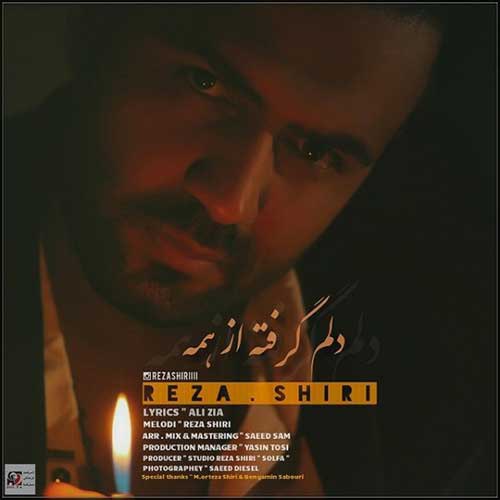 دلم گرفته از همه
REZASHIRIIII
REZA . SHIRI
LYRICS " ALI ZIA
MELODI " REZA SHIRI
ARR . MIX & MASTERING " SAEED SAM
PRODUCTION MANAGER " YASIN TOSI
PRODUCER " STUDIO REZA SHIRI " SOLFA "
PHOTOGRAPHEY " SAEED DIESEL
Special thanks " M.orteza Shiri & Benyamin Sabouri